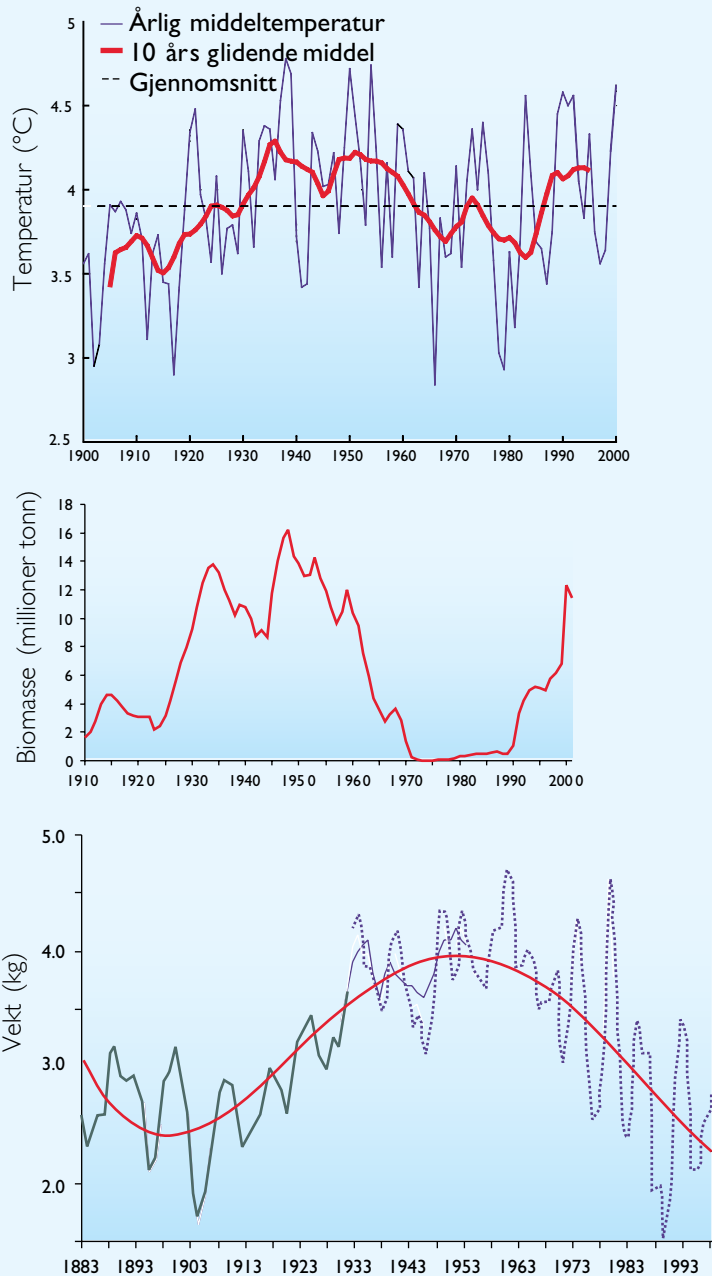 Årlig middeltemperatur
10 års glidende middel
Gjennomsnitt
Temperatur (°C)
5
4.5
4
3.5
3
2.5
1900 1910 1920 1930 1940 1950 1960 1970 1980 1990 2000
Biomasse (millioner tonn)
18
16
14
12
10
8
6
4
2
0
1910 1920 1930 1940 1950 1960 1970 1980 1990 2000
Vekt (kg)
5.0
4.0
3.0
2.0
1883 1893 1903 1913 1923 1933 1943 1953 1963 1973 1983 1993